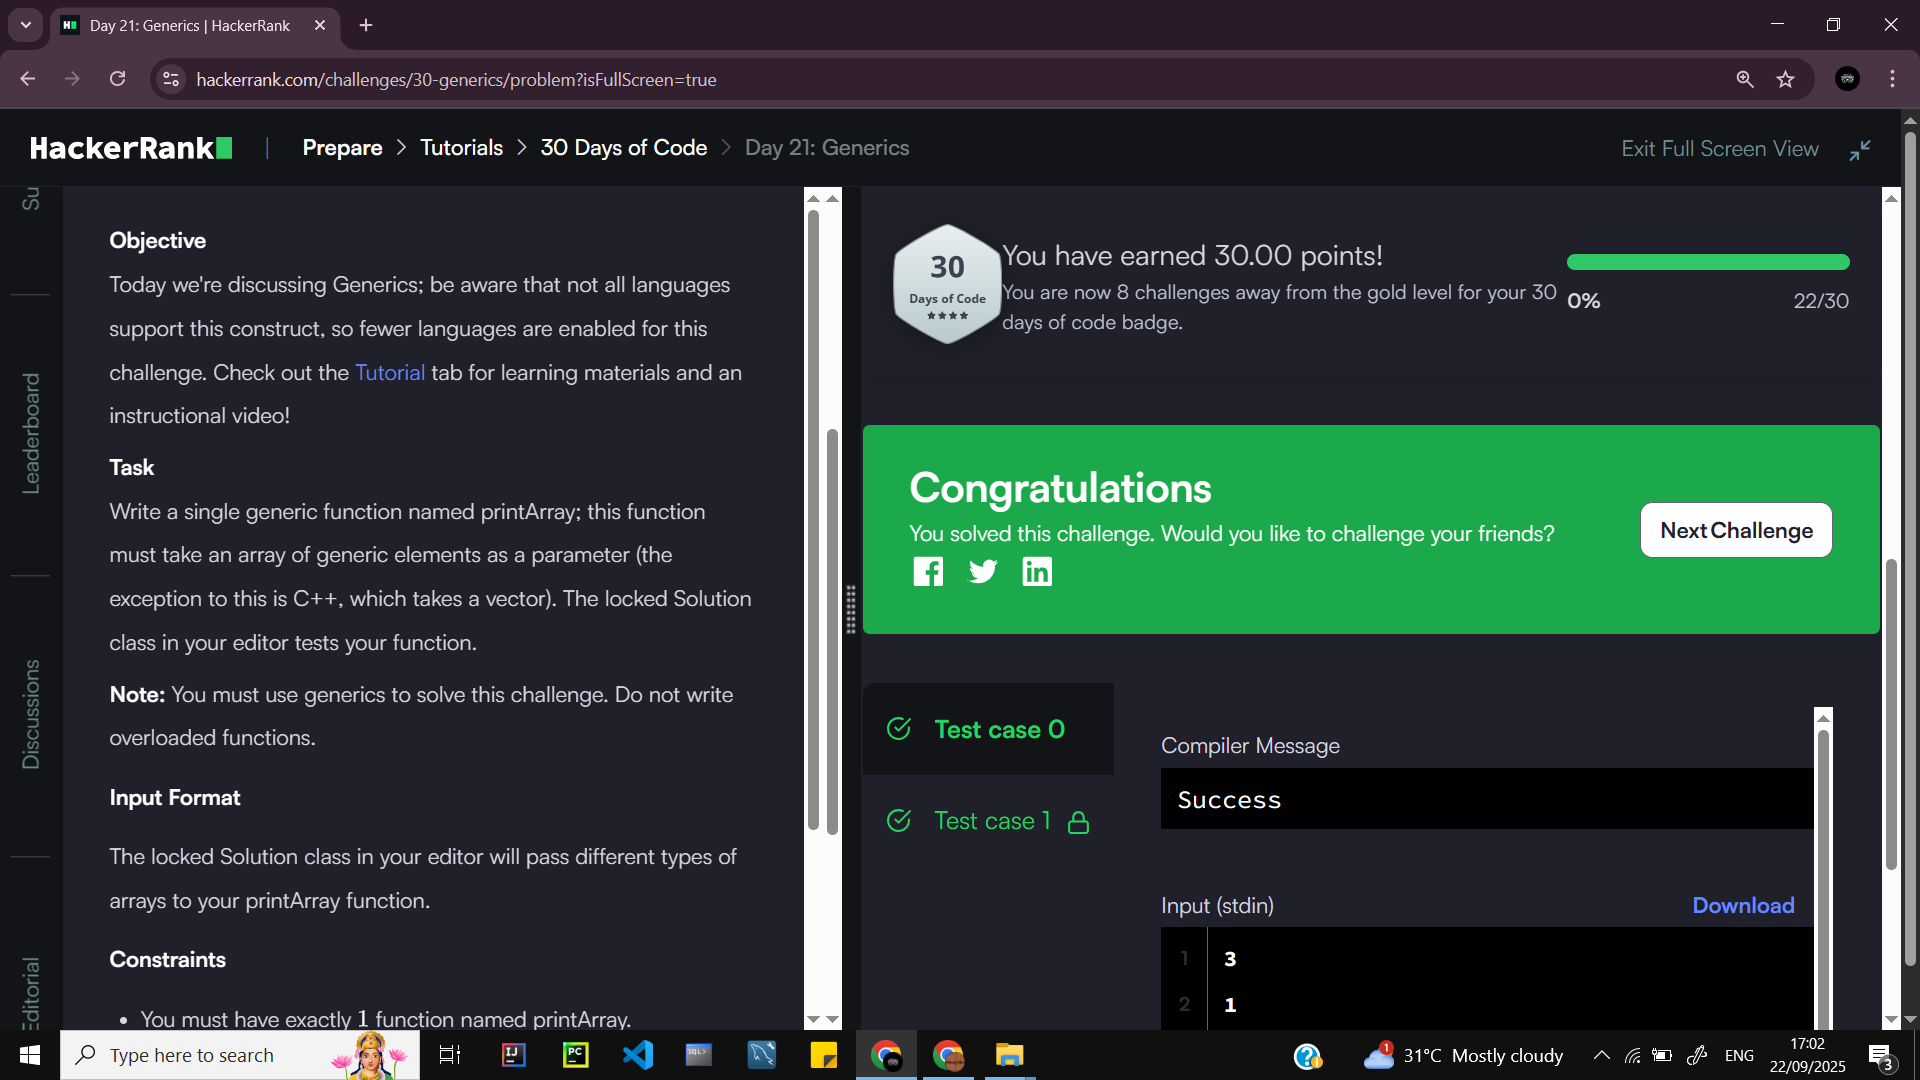 Day 21: Generics | HackerRank
hackerrank.com/challenges/30-generics/problem?isFullScreen=true
HackerRank
Prepare
Tutorials
30 Days of Code
Day 21: Generics
Exit Full Screen View
Su
Leaderboard
Discussions
Editorial
Objective
Today we're discussing Generics; be aware that not all languages
support this construct, so fewer languages are enabled for this
challenge. Check out the Tutorial tab for learning materials and an
instructional video!
Task
Write a single generic function named printArray; this function
must take an array of generic elements as a parameter (the
exception to this is C++, which takes a vector). The locked Solution
class in your editor tests your function.
Note: You must use generics to solve this challenge. Do not write
overloaded functions.
Input Format
The locked Solution class in your editor will pass different types of
arrays to your printArray function.
Constraints
• You must have exactly 1 function named printArray.
30
Days of Code
You have earned 30.00 points!
You are now 8 challenges away from the gold level for your 30
days of code badge.
0%
22/30
Congratulations
You solved this challenge. Would you like to challenge your friends?
Next Challenge
Test case 0
Test case 1
Compiler Message
Success
Input (stdin)
Download
1 3
2 1
Type here to search
31°C Mostly cloudy
ENG
17:02
22/09/2025
3